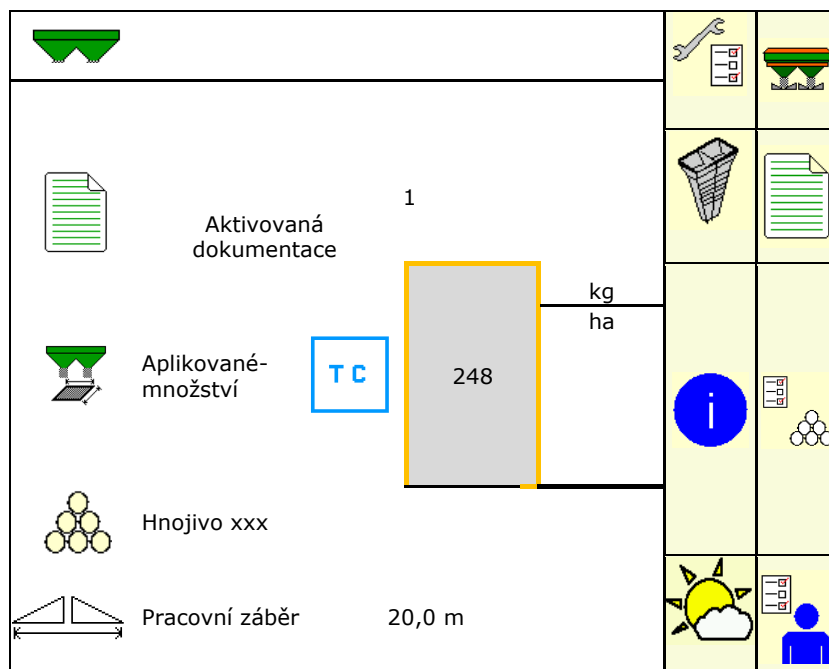 1
Aktivovaná
dokumentace
kg
ha
Aplikované-
množství
TC
248
i
Hnojivo xxx
Pracovní záběr 20,0 m